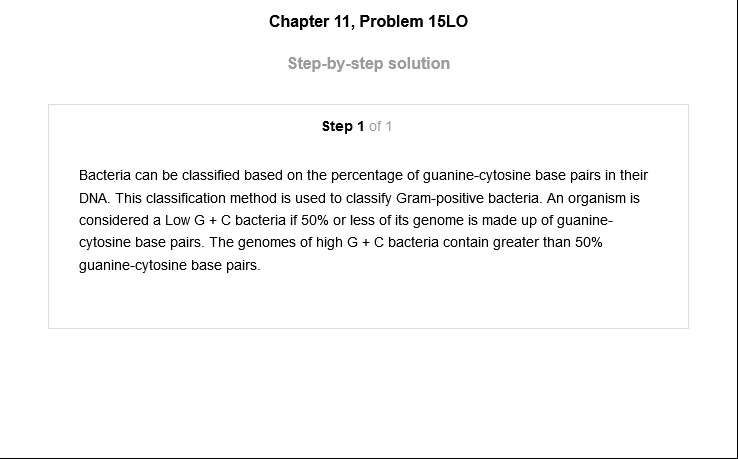 Chapter 11, Problem 15LO
Step-by-step solution
Step 1 of 1
Bacteria can be classified based on the percentage of guanine-cytosine base pairs in their
DNA. This classification method is used to classify Gram-positive bacteria. An organism is
considered a Low G + C bacteria if 50% or less of its genome is made up of guanine-
cytosine base pairs. The genomes of high G + C bacteria contain greater than 50%
guanine-cytosine base pairs.